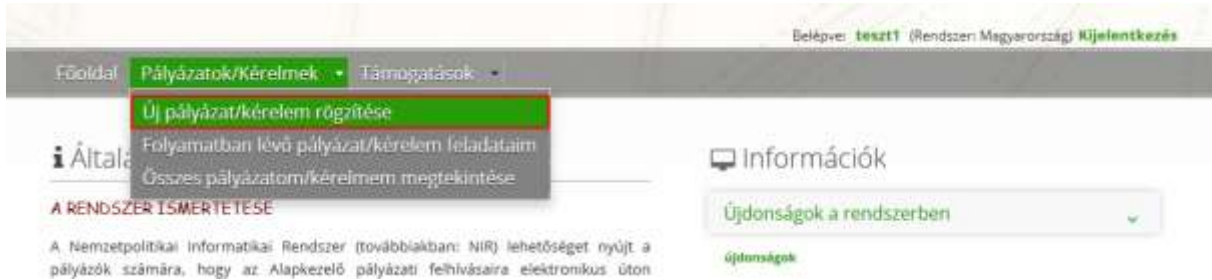 Belépve: teszt1 (Rendszer: Magyarország) Kijelentkezés
Főoldal Pályázatok/Kérelmek Támogatások
Új pályázat/kérelem rögzítése
Folyamatban lévő pályázat/kérelem feladataim
Összes pályázatom/kérelmem megtekintése
i Általá
Információk
A RENDSZER ISMERTETÉSE
Újdonságok a rendszerben
A Nemzetpolitikai Informatikai Rendszer (továbbiakban: NIR) lehetőséget nyújt a
pályázók számára, hogy az Alapkezelő pályázati felhívásaira elektronikus úton
újdonságok